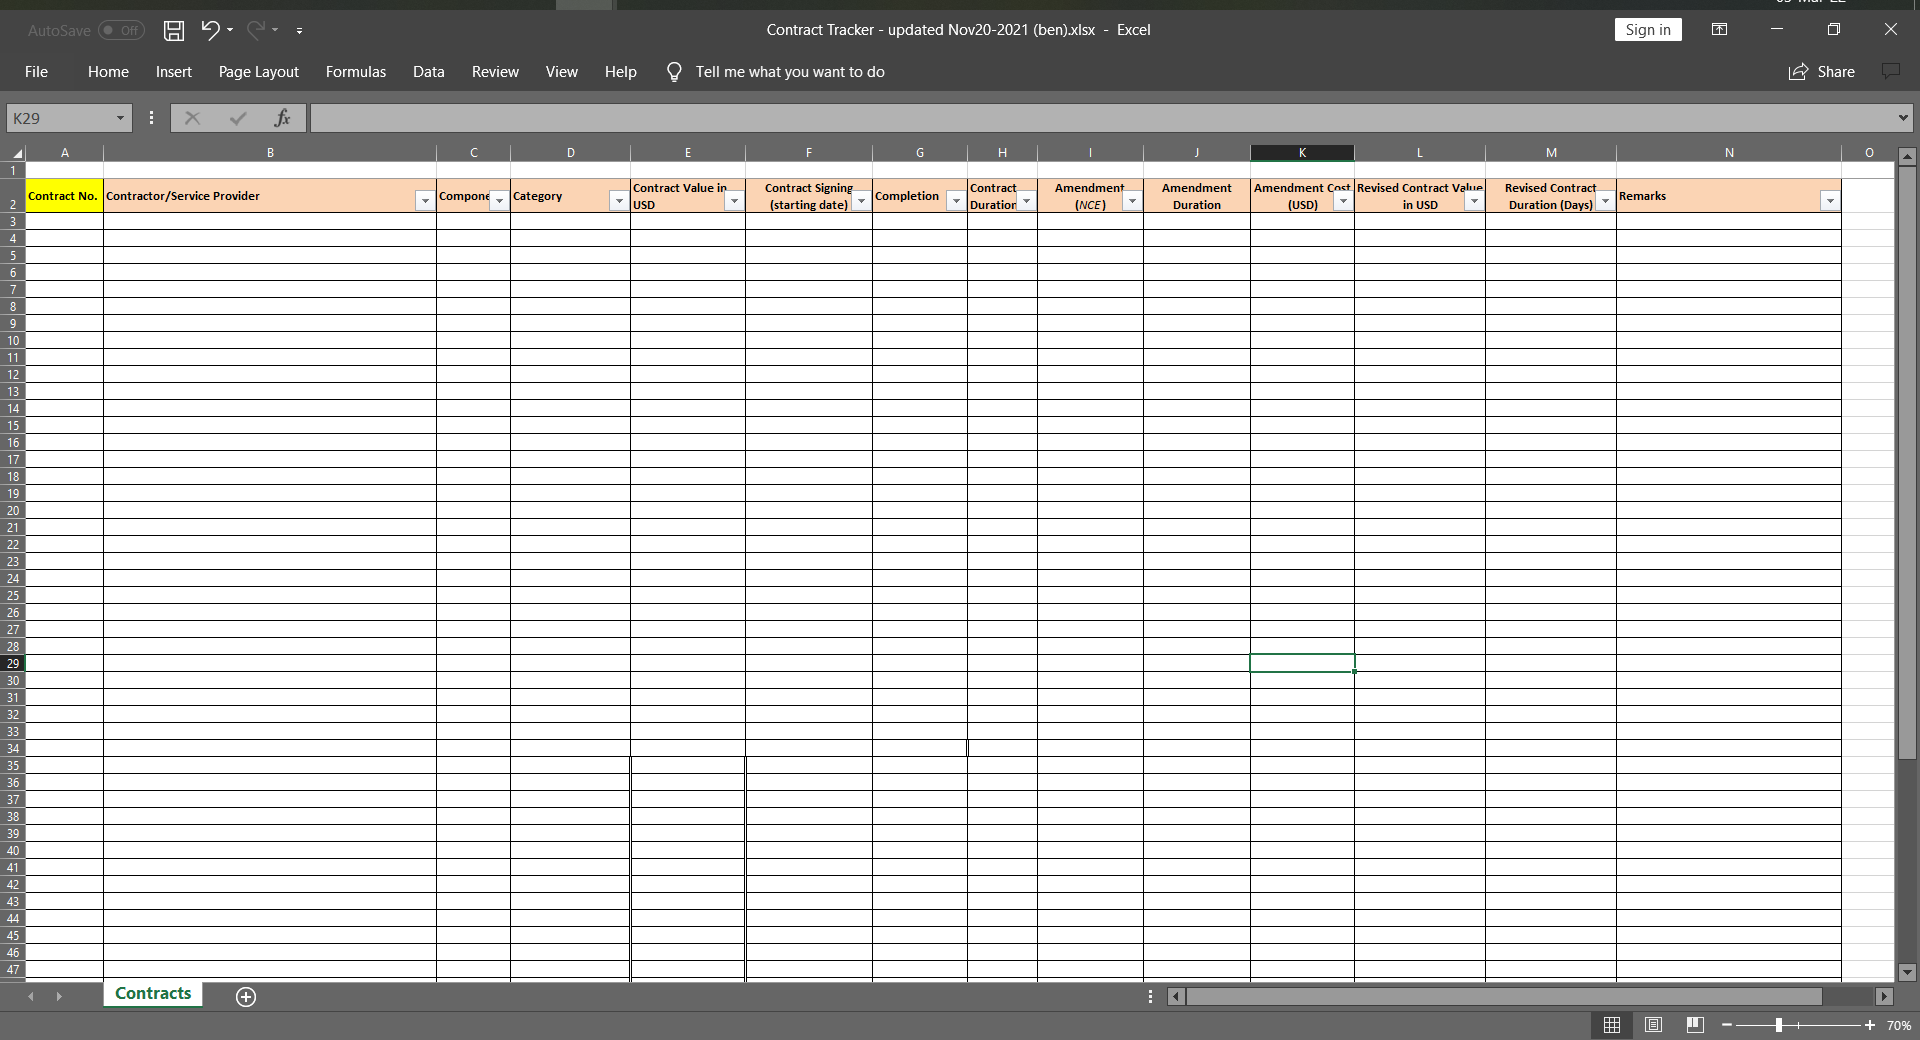 AutoSave Off
Contract Tracker - updated Nov20-2021 (ben).xlsx - Excel
Sign in
File Home Insert Page Layout Formulas Data Review View Help Tell me what you want to do
Share
K29
fx
A B C D E F G H I J K L M N O
1
2
Contract No.
Contractor/Service Provider
Compone
Category
Contract Value in
USD
Contract Signing
(starting date)
Completion
Contract
Duration
Amendment
(NCE)
Amendment
Duration
Amendment Cost
(USD)
Revised Contract Value
in USD
Revised Contract
Duration (Days)
Remarks
3
4
5
6
7
8
9
10
11
12
13
14
15
16
17
18
19
20
21
22
23
24
25
26
27
28
29
30
31
32
33
34
35
36
37
38
39
40
41
42
43
44
45
46
47
Contracts
70%